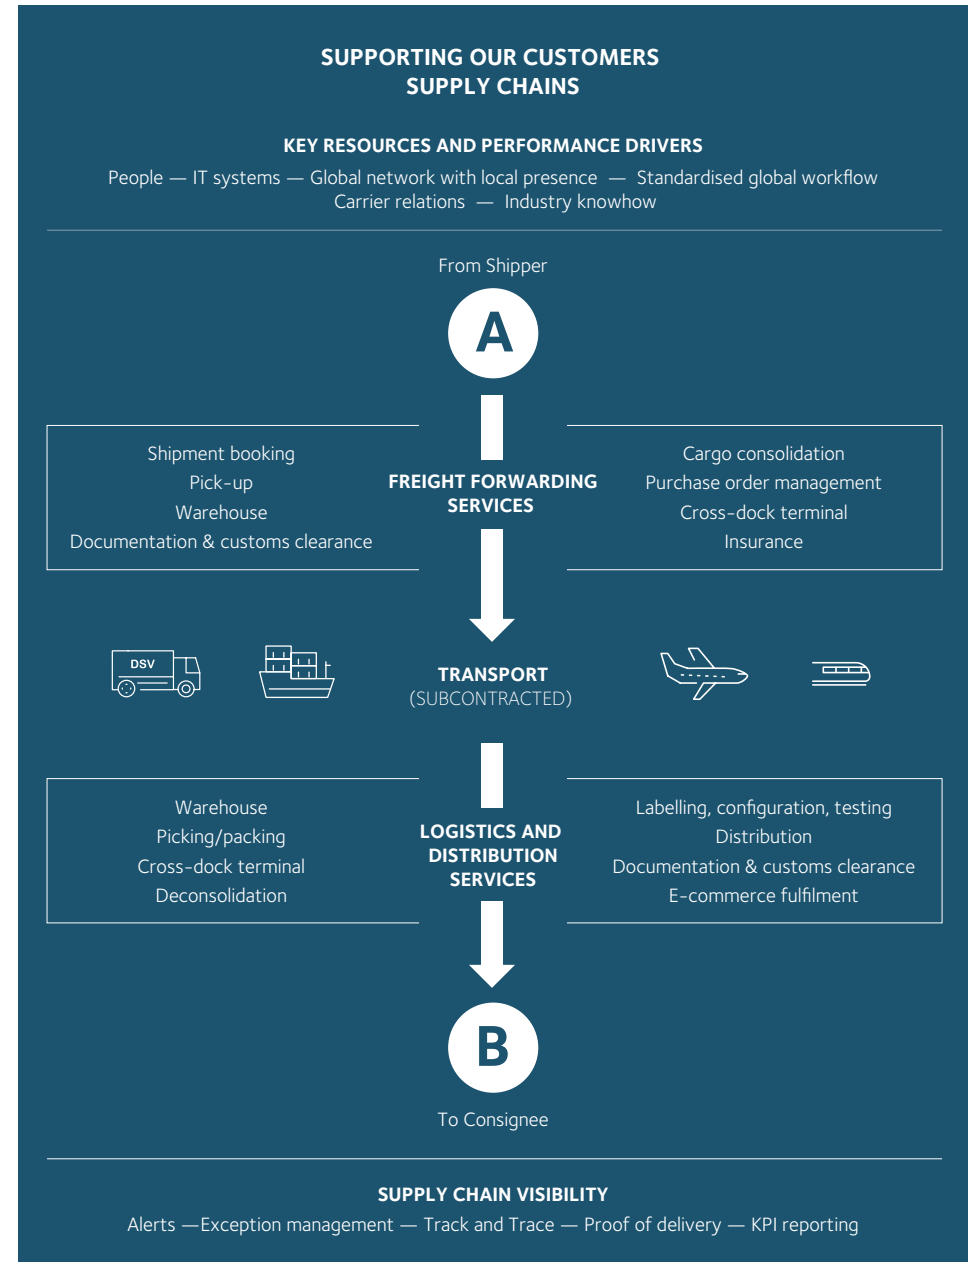 SUPPORTING OUR CUSTOMERS
SUPPLY CHAINS
KEY RESOURCES AND PERFORMANCE DRIVERS
People — IT systems — Global network with local presence — Standardised global workflow
Carrier relations — Industry knowhow
From Shipper
A
Shipment booking
Pick-up
Warehouse
Documentation & customs clearance
FREIGHT FORWARDING
SERVICES
Cargo consolidation
Purchase order management
Cross-dock terminal
Insurance
DSV
TRANSPORT
(SUBCONTRACTED)
Warehouse
Picking/packing
Cross-dock terminal
Deconsolidation
LOGISTICS AND
DISTRIBUTION
SERVICES
Labelling, configuration, testing
Distribution
Documentation & customs clearance
E-commerce fulfilment
B
To Consignee
SUPPLY CHAIN VISIBILITY
Alerts —Exception management — Track and Trace — Proof of delivery — KPI reporting